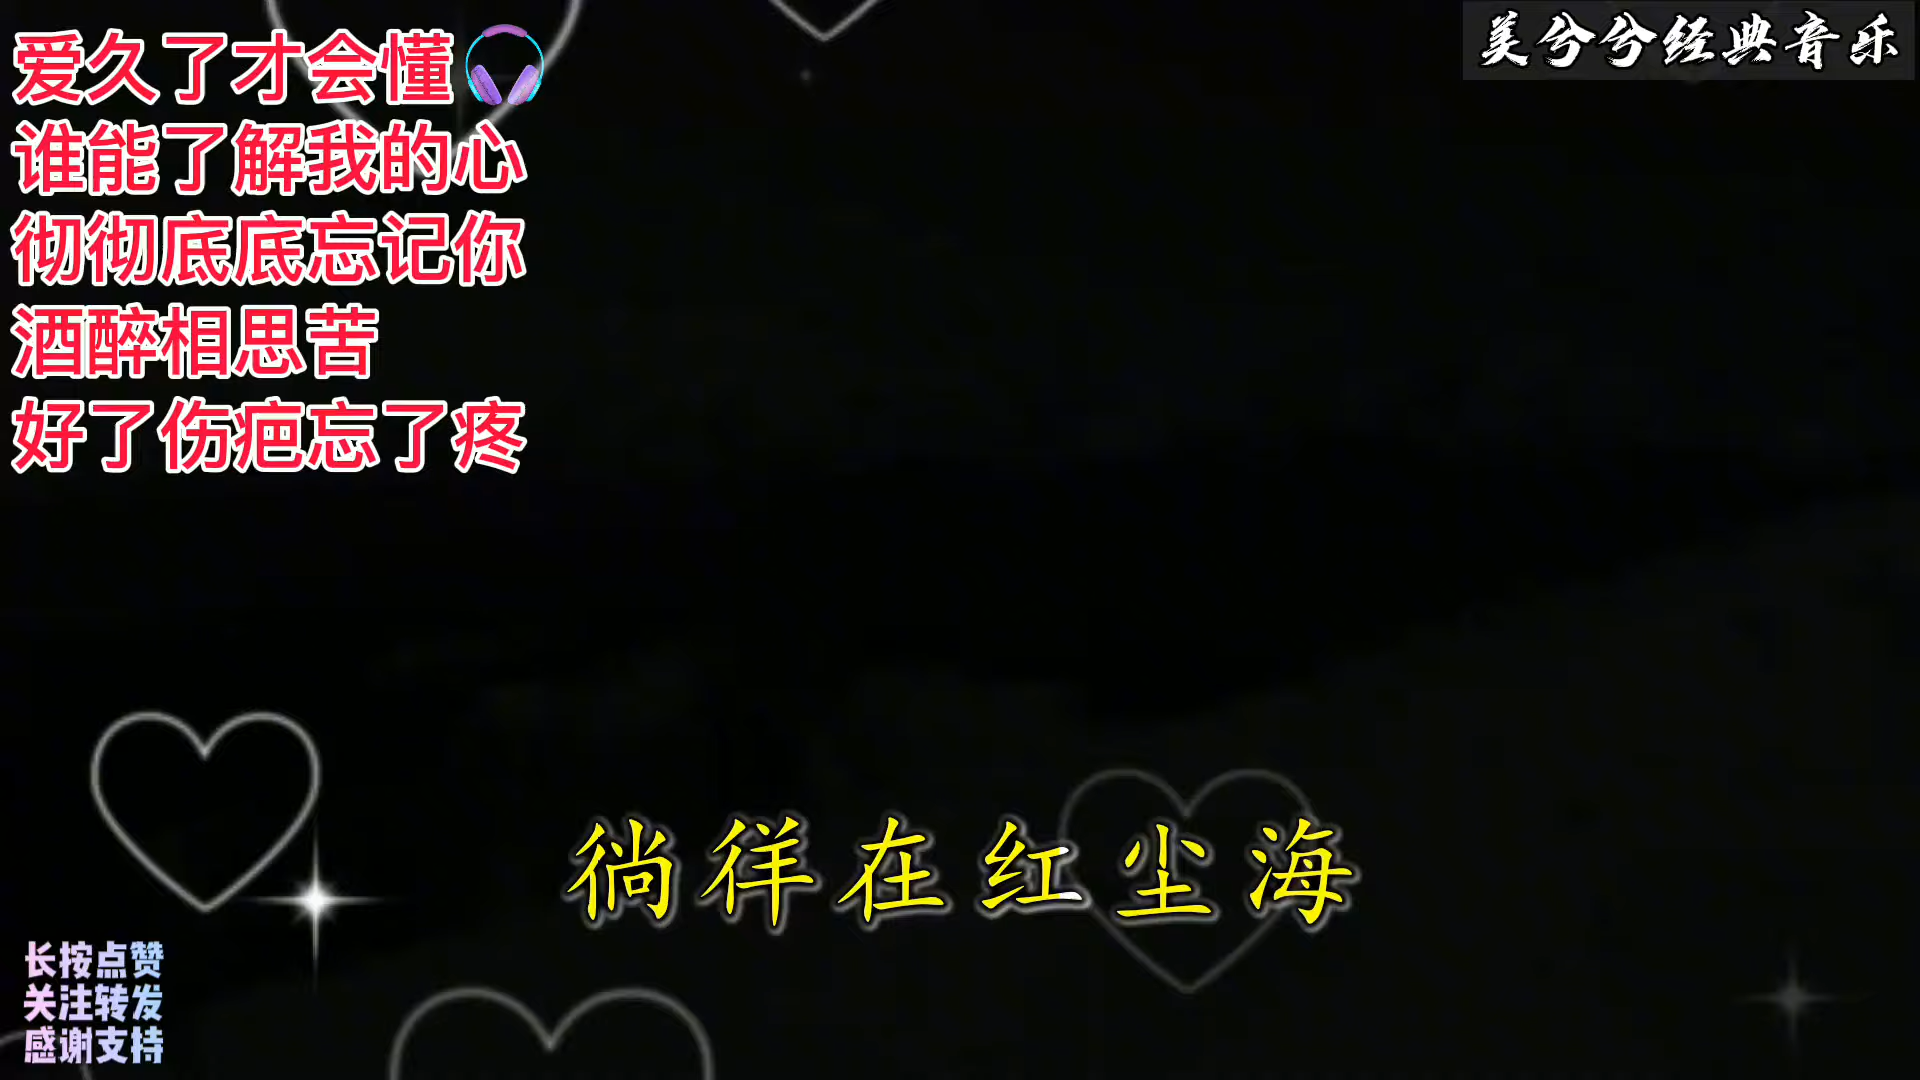 爱久了才会懂
谁能了解我的心
彻彻底底忘记你
酒醉相思苦
好了伤疤忘了疼
美兮兮经典音乐
徜徉在红尘海
长按点赞
关注转发
感谢支持